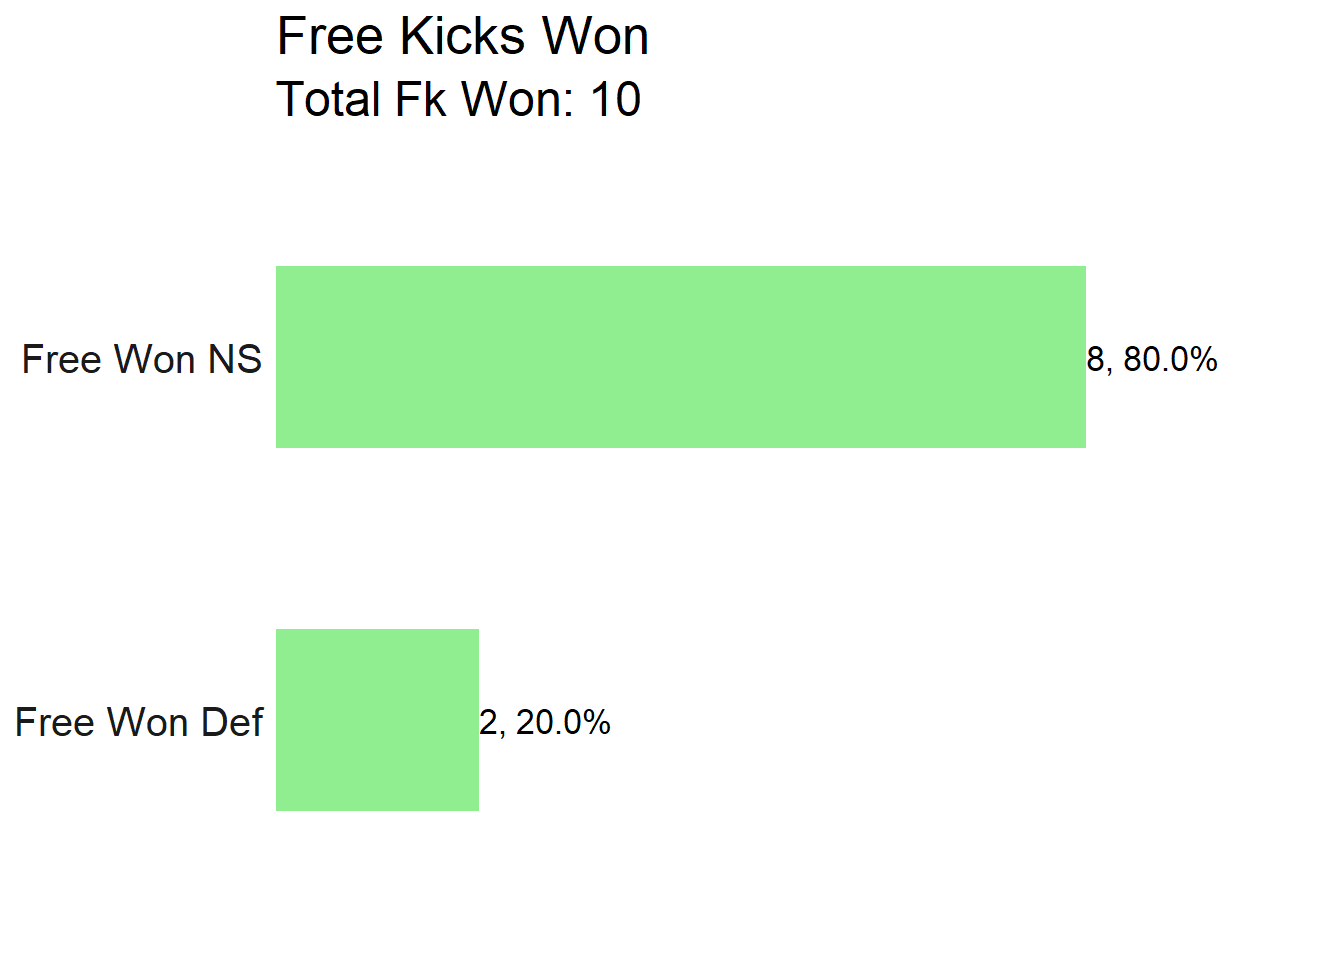 Free Kicks Won
Total Fk Won: 10
Free Won NS
8, 80.0%
Free Won Def
2, 20.0%